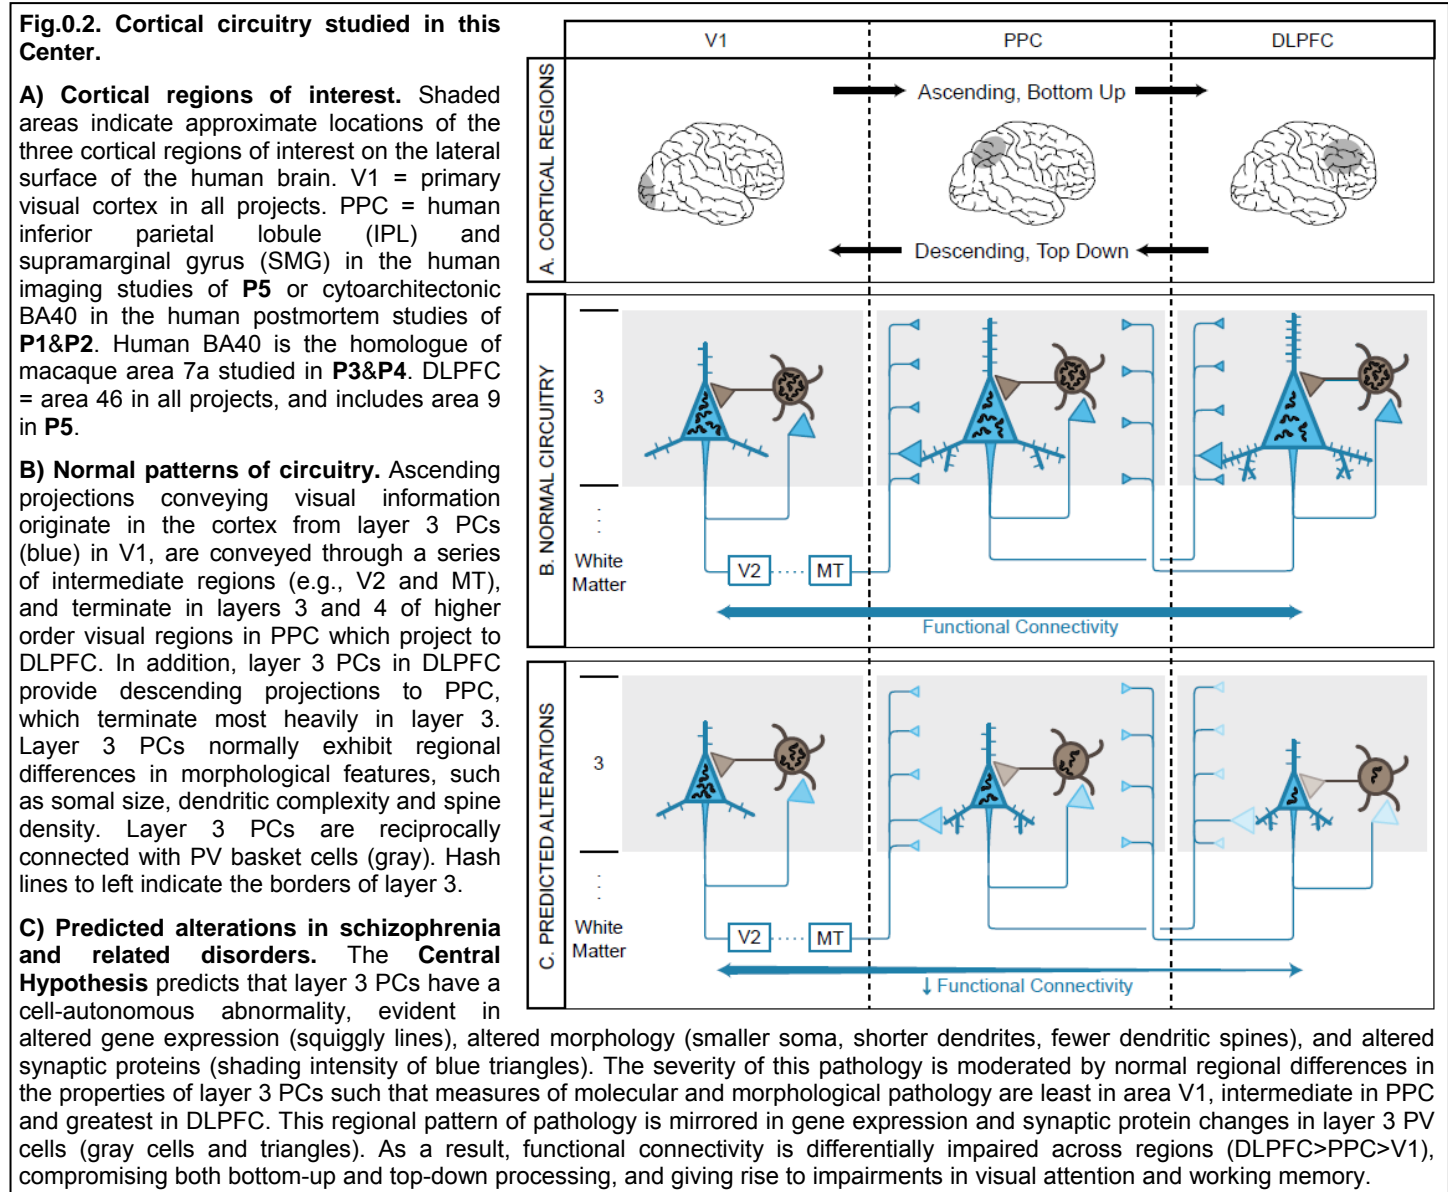 Fig.0.2. Cortical circuitry studied in this
Center.
A) Cortical regions of interest. Shaded
areas indicate approximate locations of the
three cortical regions of interest on the lateral
surface of the human brain. V1 = primary
visual cortex in all projects. PPC = human
inferior parietal lobule (IPL) and
supramarginal gyrus (SMG) in the human
imaging studies of P5 or cytoarchitectonic
BA40 in the human postmortem studies of
P1&P2. Human BA40 is the homologue of
macaque area 7a studied in P3&P4. DLPFC
= area 46 in all projects, and includes area 9
in P5.
B) Normal patterns of circuitry. Ascending
projections conveying visual information
originate in the cortex from layer 3 PCs
(blue) in V1, are conveyed through a series
of intermediate regions (e.g., V2 and MT),
and terminate in layers 3 and 4 of higher
order visual regions in PPC which project to
DLPFC. In addition, layer 3 PCs in DLPFC
provide descending projections to PPC,
which terminate most heavily in layer 3.
Layer 3 PCs normally exhibit regional
differences in morphological features, such
as somal size, dendritic complexity and spine
density. Layer 3 PCs are reciprocally
connected with PV basket cells (gray). Hash
lines to left indicate the borders of layer 3.
C) Predicted alterations in schizophrenia
and related disorders. The Central
Hypothesis predicts that layer 3 PCs have a
cell-autonomous abnormality, evident in
altered gene expression (squiggly lines), altered morphology (smaller soma, shorter dendrites, fewer dendritic spines), and altered
synaptic proteins (shading intensity of blue triangles). The severity of this pathology is moderated by normal regional differences in
the properties of layer 3 PCs such that measures of molecular and morphological pathology are least in area V1, intermediate in PPC
and greatest in DLPFC. This regional pattern of pathology is mirrored in gene expression and synaptic protein changes in layer 3 PV
cells (gray cells and triangles). As a result, functional connectivity is differentially impaired across regions (DLPFC>PPC>V1),
compromising both bottom-up and top-down processing, and giving rise to impairments in visual attention and working memory.
V1
PPC
DLPFC
A. CORTICAL REGIONS
Ascending, Bottom Up
Descending, Top Down
B. NORMAL CIRCUITRY
3
White
Matter
V2
MT
Functional Connectivity
C. PREDICTED ALTERATIONS
3
White
Matter
V2
MT
↓ Functional Connectivity